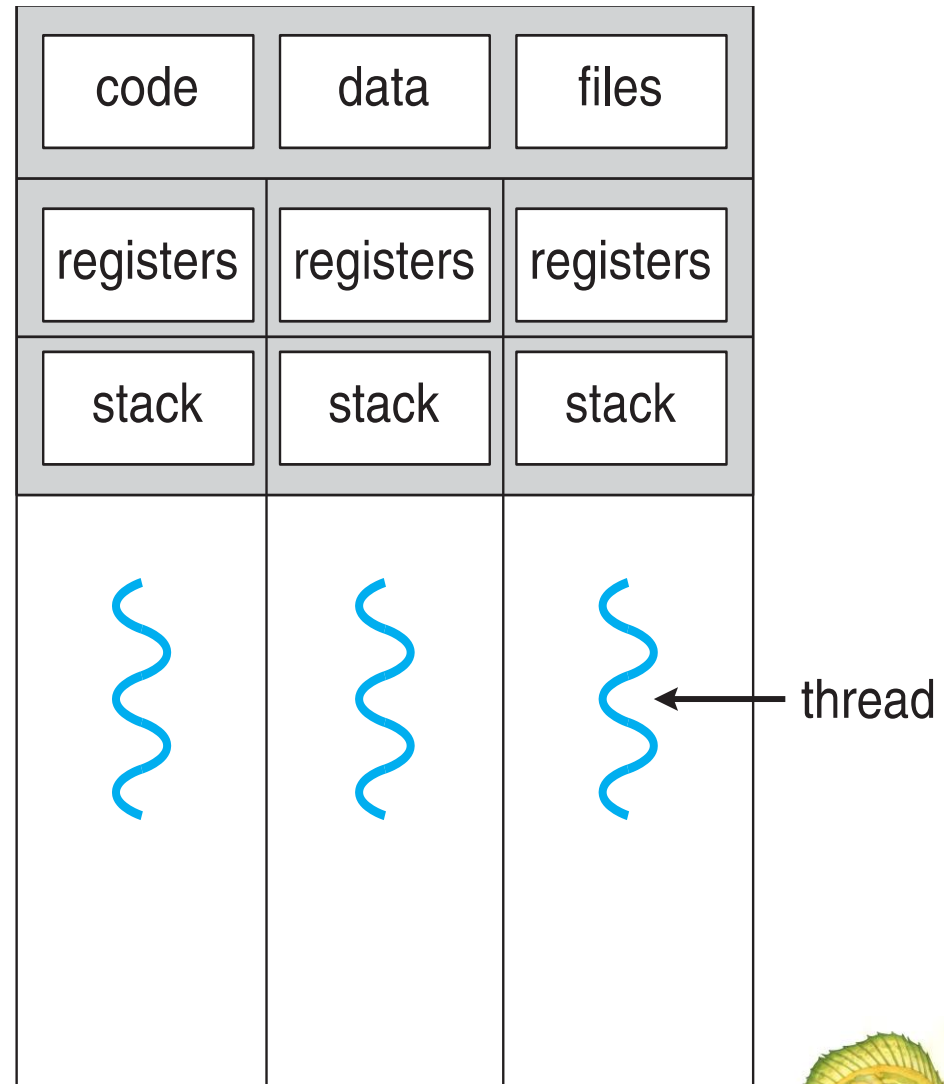 code data files
registers registers registers
stack stack stack
thread